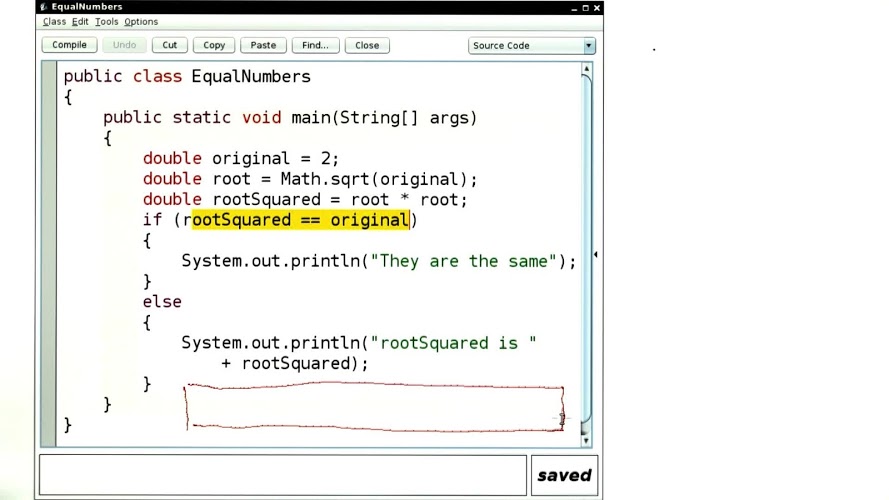 EqualNumbers
Class Edit Tools Options
Compile Undo Cut Copy Paste Find... Close Source Code
public class EqualNumbers
{
public static void main(String[] args)
{
double original = 2;
double root = Math.sqrt(original);
double rootSquared = root * root;
if (rootSquared == original)
{
System.out.println("They are the same");
}
else
{
System.out.println("rootSquared is "
+ rootSquared);
}
}
}
saved